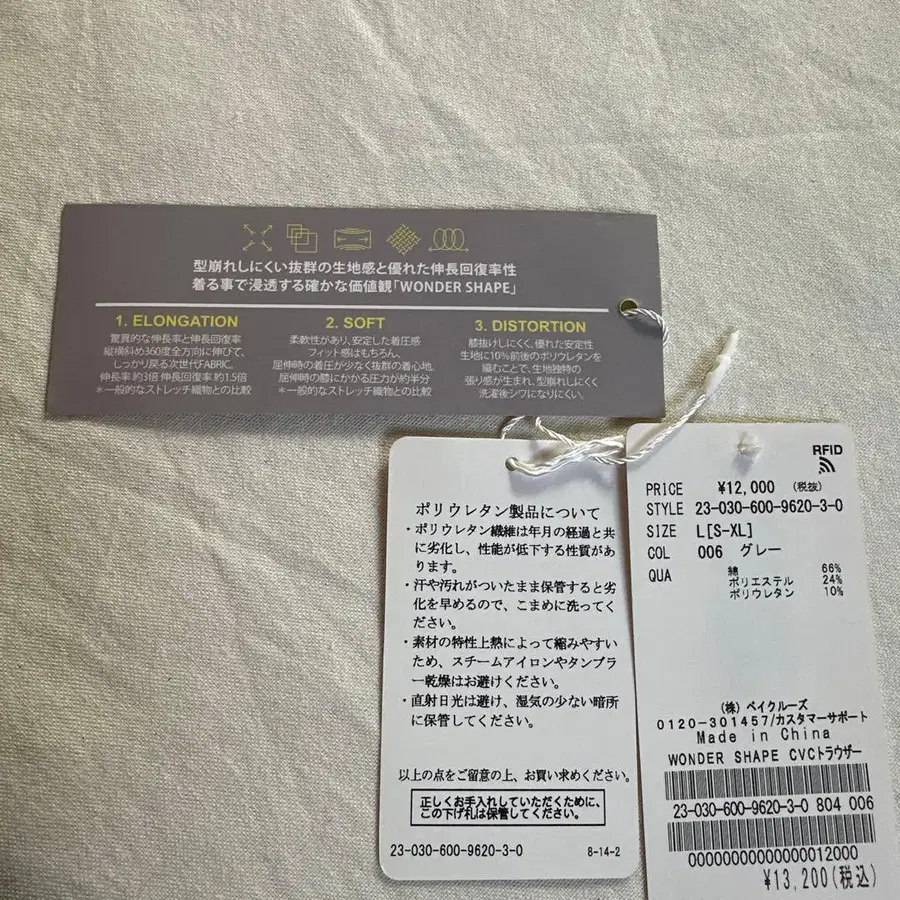 型崩れしにくい抜群の生地感と優れた伸長回復率性
着る事で浸透する確かな価値観「WONDER SHAPE」
1. ELONGATION
驚異的な伸長率と伸長回復率
縦横斜め360度全方向に伸びて、
しっかり戻る次世代FABRIC。
伸長率 約3倍 伸長回復率 約1.5倍
＊一般的なストレッチ織物との比較
2. SOFT
柔軟性があり、安定した着圧感
フィット感はもちろん、
屈伸時の着圧が少なく抜群の着心地。
屈伸時の膝にかかる圧力が約半分
＊一般的なストレッチ織物との比較
3. DISTORTION
膝抜けしにくく、優れた安定性
生地に10％前後のポリウレタンを
編むことで、生地独特の
張り感が生まれ、型崩れしにくく
洗濯後シワになりにくい。
ポリウレタン製品について
・ポリウレタン繊維は年月の経過と共
に劣化し、性能が低下する性質があ
ります。
・汗や汚れがついたまま保管すると劣
化を早めるので、こまめに洗ってく
ださい。
・素材の特性上熱によって縮みやすい
ため、スチームアイロンやタンブラ
ー乾燥はお避けください。
・直射日光は避け、湿気の少ない暗所
に保管してください。
以上の点をご留意の上、お買い求めください。
正しくお手入れしていただくために、
この下げ札は保管してください。
23-030-600-9620-3-0 8-14-2
RFID
PRICE ¥12,000 (税抜)
STYLE 23-030-600-9620-3-0
SIZE L[S-XL]
COL 006 グレー
QUA 綿 66%
ポリエステル 24%
ポリウレタン 10%
(株) ベイクルーズ
0120-301457/カスタマーサポート
Made in China
WONDER SHAPE CVCトラウザー
23-030-600-9620-3-0 804 006
00000000000000012000
¥13,200(税込)